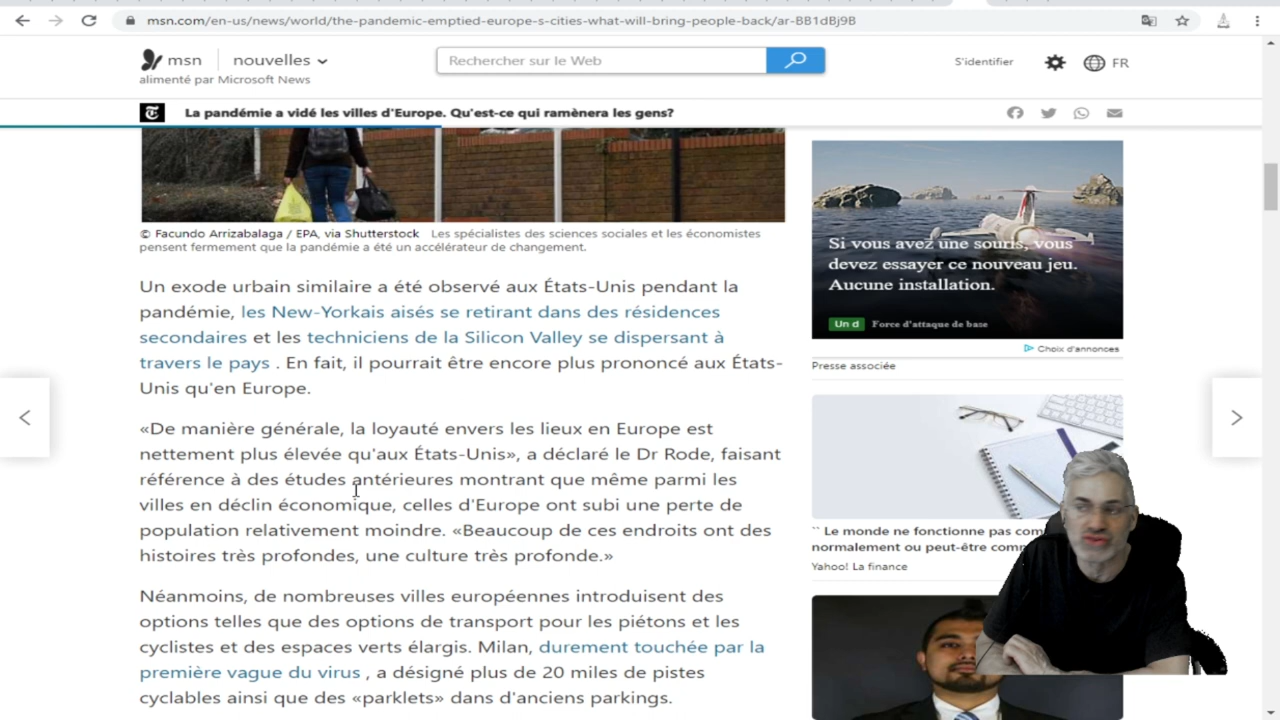 msn.com/en-us/news/world/the-pandemic-emptied-europe-s-cities-what-will-bring-people-back/ar-BB1dBj9B
msn
nouvelles
alimenté par Microsoft News
Rechercher sur le Web
S'identifier
FR
La pandémie a vidé les villes d'Europe. Qu'est-ce qui ramènera les gens?
© Facundo Arrizabalaga / EPA, via Shutterstock Les spécialistes des sciences sociales et les économistes
pensent fermement que la pandémie a été un accélérateur de changement.
Un exode urbain similaire a été observé aux États-Unis pendant la
pandémie, les New-Yorkais aisés se retirant dans des résidences
secondaires et les techniciens de la Silicon Valley se dispersant à
travers le pays . En fait, il pourrait être encore plus prononcé aux États-
Unis qu'en Europe.
«De manière générale, la loyauté envers les lieux en Europe est
nettement plus élevée qu'aux États-Unis», a déclaré le Dr Rode, faisant
référence à des études antérieures montrant que même parmi les
villes en déclin économique, celles d'Europe ont subi une perte de
population relativement moindre. «Beaucoup de ces endroits ont des
histoires très profondes, une culture très profonde.»
Néanmoins, de nombreuses villes européennes introduisent des
options telles que des options de transport pour les piétons et les
cyclistes et des espaces verts élargis. Milan, durement touchée par la
première vague du virus , a désigné plus de 20 miles de pistes
cyclables ainsi que des «parklets» dans d'anciens parkings.
Si vous avez une souris, vous
devez essayer ce nouveau jeu.
Aucune installation.
Un d Force d'attaque de base
Choix d'annonces
Presse associée
`` Le monde ne fonctionne pas
normalement ou peut-être
Yahoo! La finance